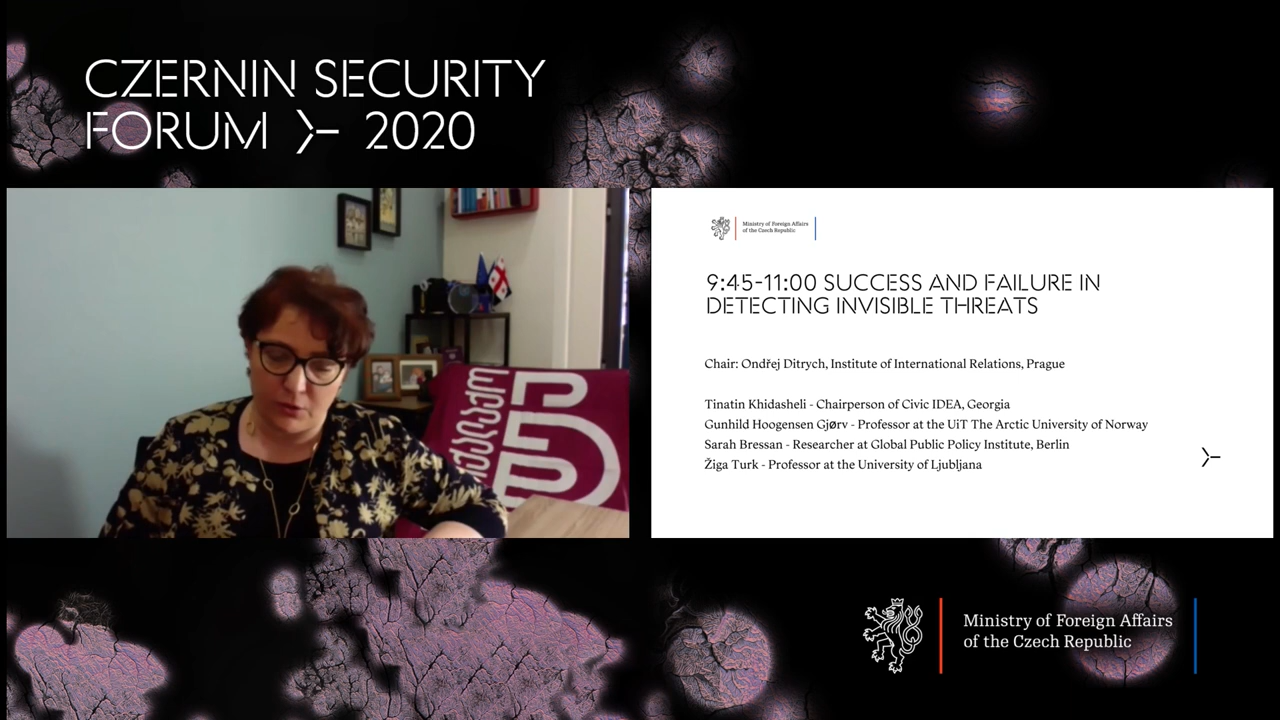 CZERNIN SECURITY
FORUM 2020
Ministry of Foreign Affairs
of the Czech Republic
9:45-11:00 SUCCESS AND FAILURE IN
DETECTING INVISIBLE THREATS
Chair: Ondřej Ditrych, Institute of International Relations, Prague
Tinatin Khidasheli - Chairperson of Civic IDEA, Georgia
Gunhild Hoogensen Gjørv - Professor at the UiT The Arctic University of Norway
Sarah Bressan - Researcher at Global Public Policy Institute, Berlin
Žiga Turk - Professor at the University of Ljubljana
Ministry of Foreign Affairs
of the Czech Republic